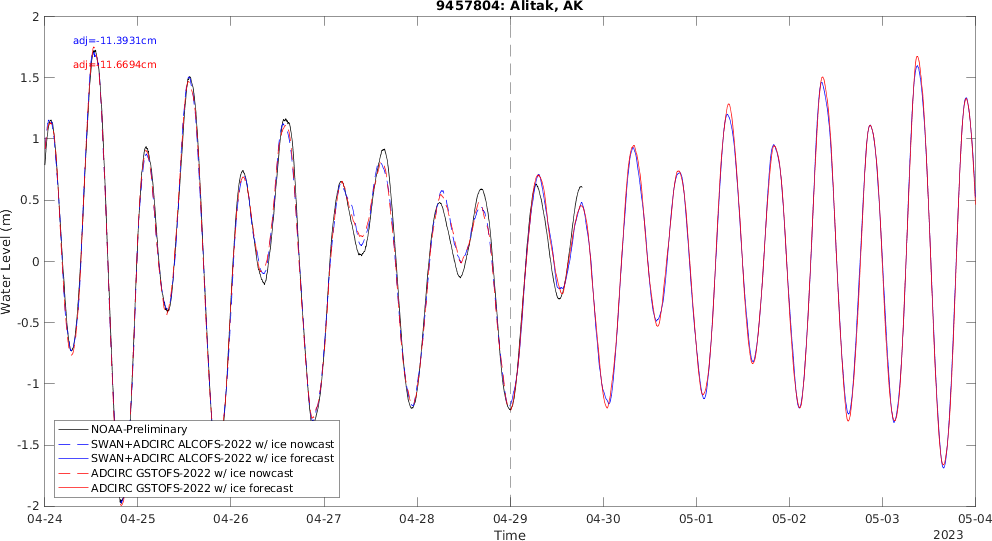 9457804: Alitak, AK
adj=-11.3931cm
adj=-11.6694cm
Water Level (m)
2
1.5
1
0.5
0
-0.5
-1
-1.5
-2
NOAA-Preliminary
SWAN+ADCIRC ALCOFS-2022 w/ ice nowcast
SWAN+ADCIRC ALCOFS-2022 w/ ice forecast
ADCIRC GSTOFS-2022 w/ ice nowcast
ADCIRC GSTOFS-2022 w/ ice forecast
04-24 04-25 04-26 04-27 04-28 04-29 04-30 05-01 05-02 05-03 05-04
Time
2023